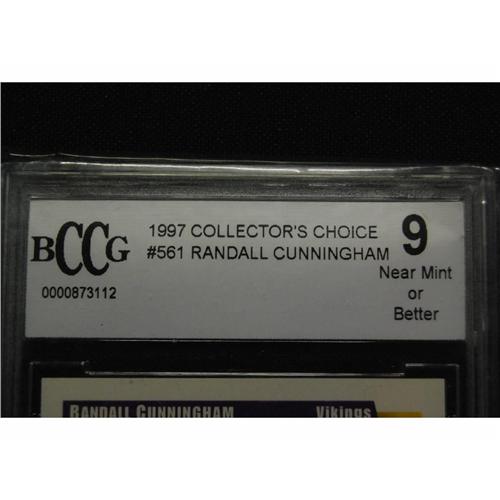 BCCG
0000873112
1997 COLLECTOR'S CHOICE
#561 RANDALL CUNNINGHAM
9
Near Mint
or
Better
RANDALL CUNNINGHAM
Vikings